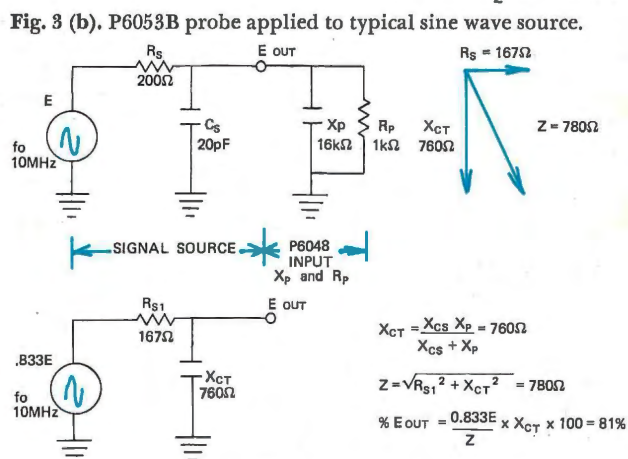 Fig. 3 (b). P6053B probe applied to typical sine wave source.
RS
200Ω
E OUT
E
fo
10MHz
CS
20pF
XP
16kΩ
RP
1kΩ
RS = 167Ω
XCT
760Ω
Z = 780Ω
SIGNAL SOURCE
P6048
INPUT
XP and RP
RS1
167Ω
E OUT
.833E
fo
10MHz
XCT
760Ω
XCT = XCS XP / XCS + XP = 760Ω
Z = √RS1² + XCT² = 780Ω
% E OUT = 0.833E / Z x XCT x 100 = 81%